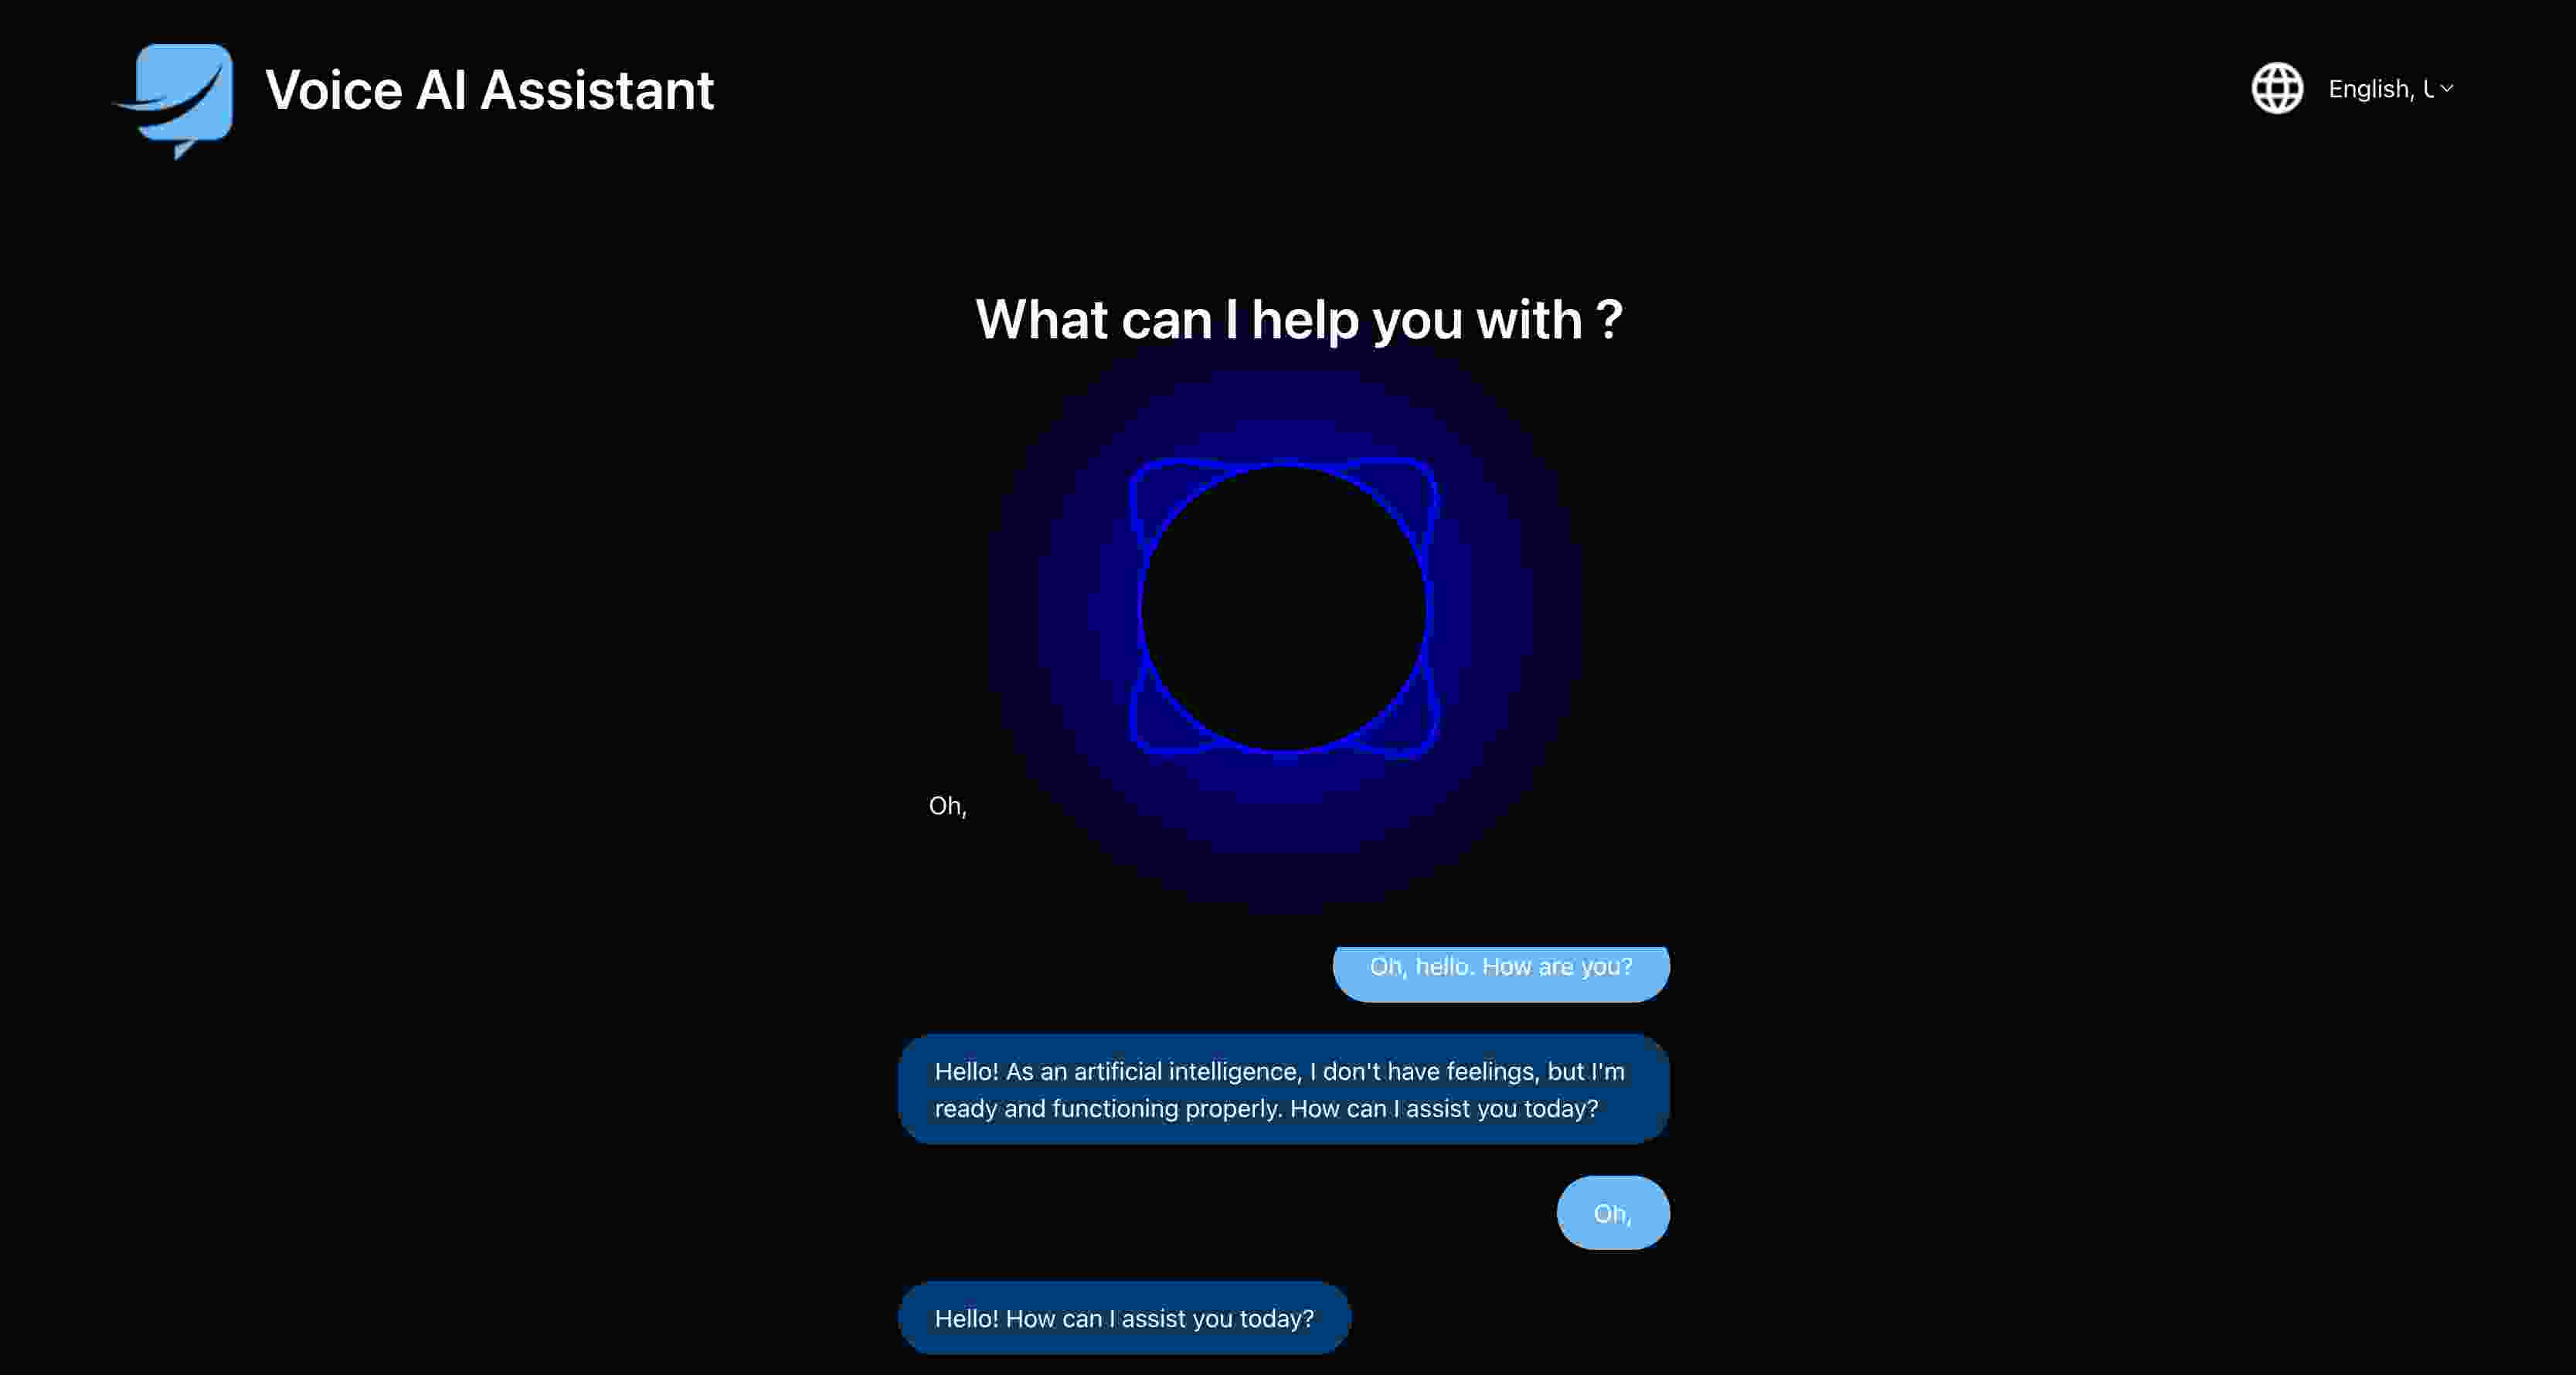 Voice AI Assistant
English, 
What can I help you with ?
Oh,
Oh, hello. How are you?
Hello! As an artificial intelligence, I don't have feelings, but I'm
ready and functioning properly. How can I assist you today?
Oh,
Hello! How can I assist you today?